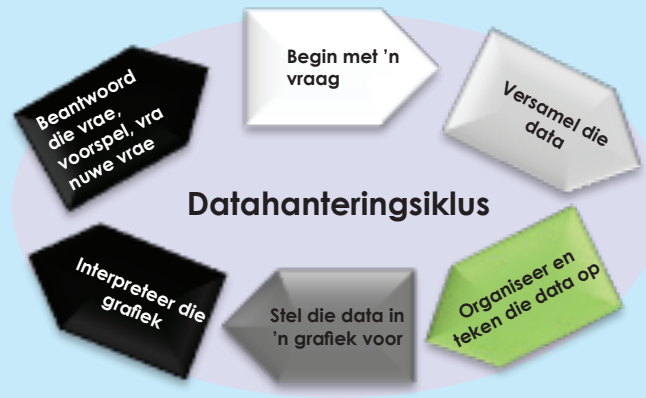 Begin met 'n
vraag
Versamel die
data
Organiseer en
teken die data op
Stel die data in
'n grafiek voor
Interpreteer die
grafiek
Beantwoord
die vrae,
voorspel, vra
nuwe vrae
Datahanteringsiklus